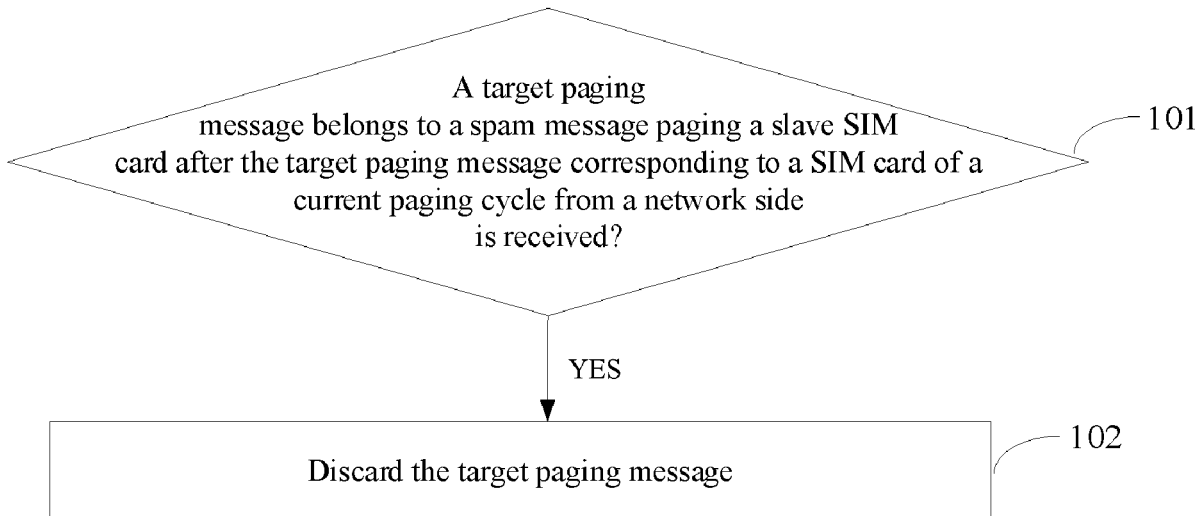 A target paging
message belongs to a spam message paging a slave SIM
card after the target paging message corresponding to a SIM card of a
current paging cycle from a network side
is received?
101
YES
Discard the target paging message
102